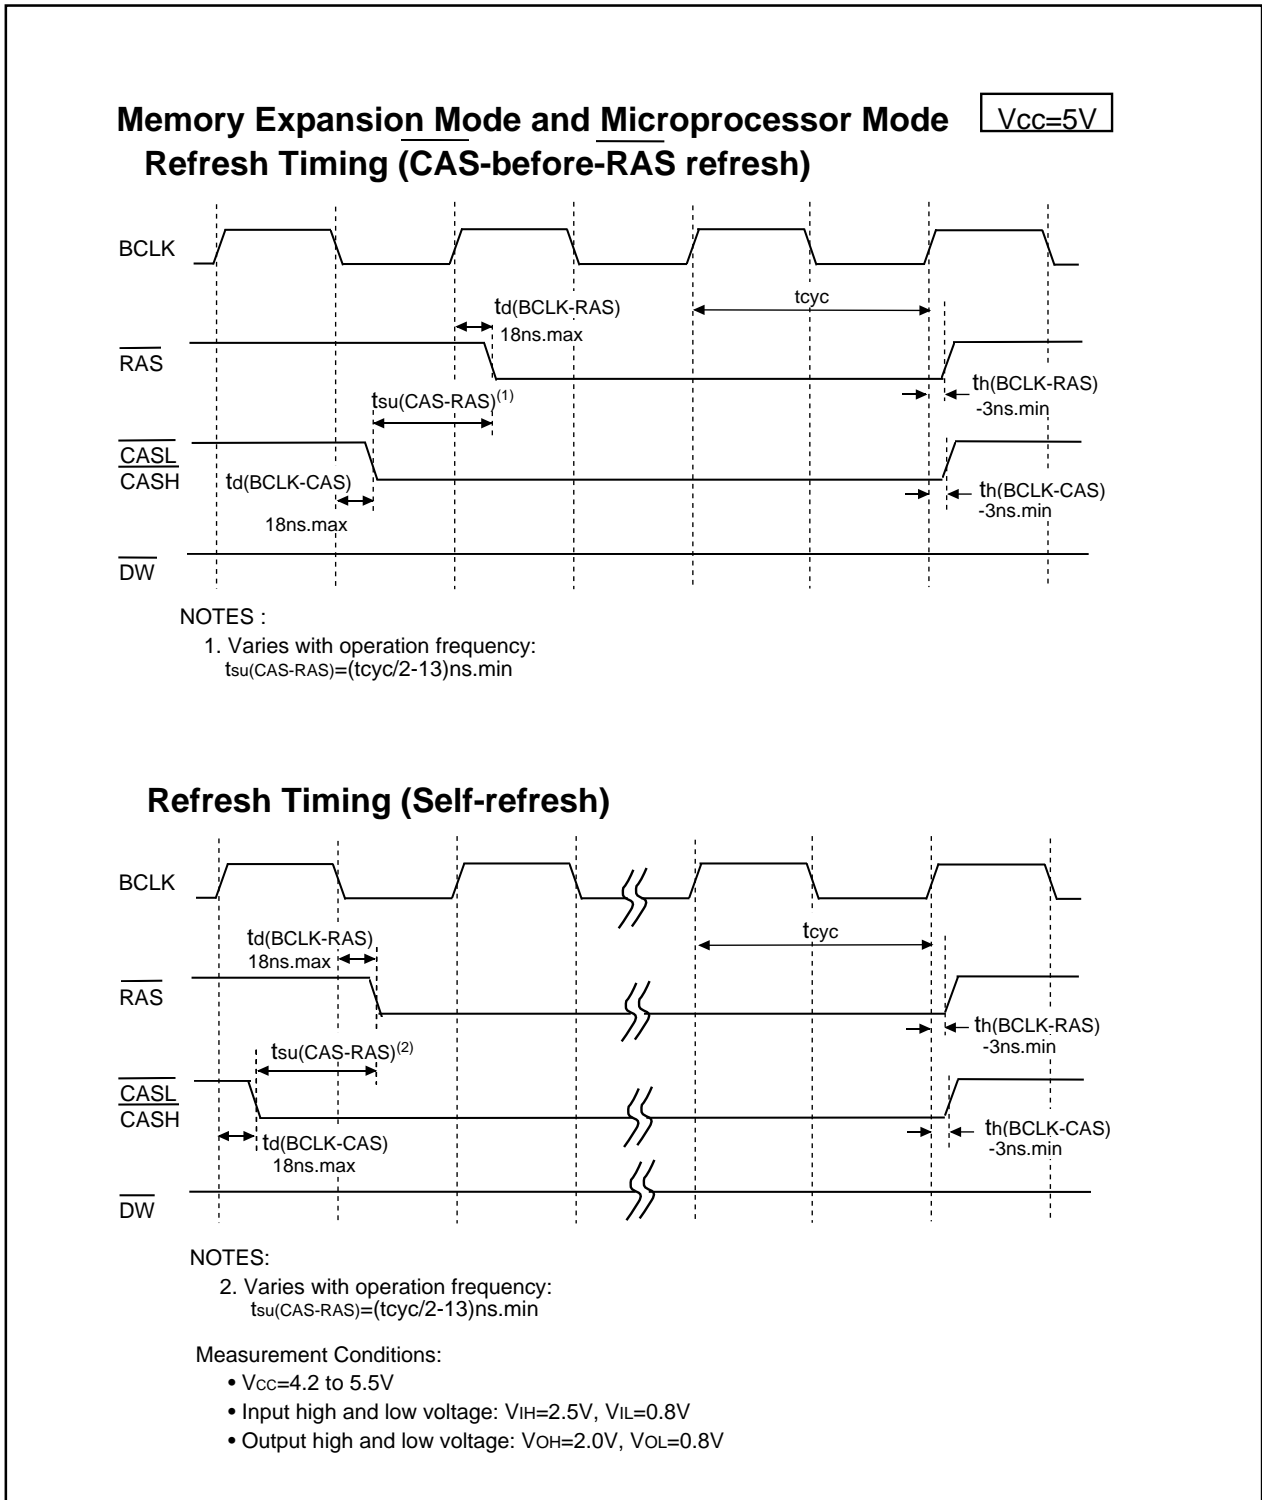 Memory Expansion Mode and Microprocessor Mode
Vcc=5V
Refresh Timing (CAS-before-RAS refresh)
BCLK
td(BCLK-RAS)
18ns.max
tcyc
RAS
th(BCLK-RAS)
-3ns.min
tsu(CAS-RAS)(1)
CASL
CASH
td(BCLK-CAS)
18ns.max
th(BCLK-CAS)
-3ns.min
DW
NOTES :
1. Varies with operation frequency:
tsu(CAS-RAS)=(tcyc/2-13)ns.min
Refresh Timing (Self-refresh)
BCLK
td(BCLK-RAS)
18ns.max
tcyc
RAS
th(BCLK-RAS)
-3ns.min
tsu(CAS-RAS)(2)
CASL
CASH
td(BCLK-CAS)
18ns.max
th(BCLK-CAS)
-3ns.min
DW
NOTES:
2. Varies with operation frequency:
tsu(CAS-RAS)=(tcyc/2-13)ns.min
Measurement Conditions:
• VCC=4.2 to 5.5V
• Input high and low voltage: VIH=2.5V, VIL=0.8V
• Output high and low voltage: VOH=2.0V, VOL=0.8V